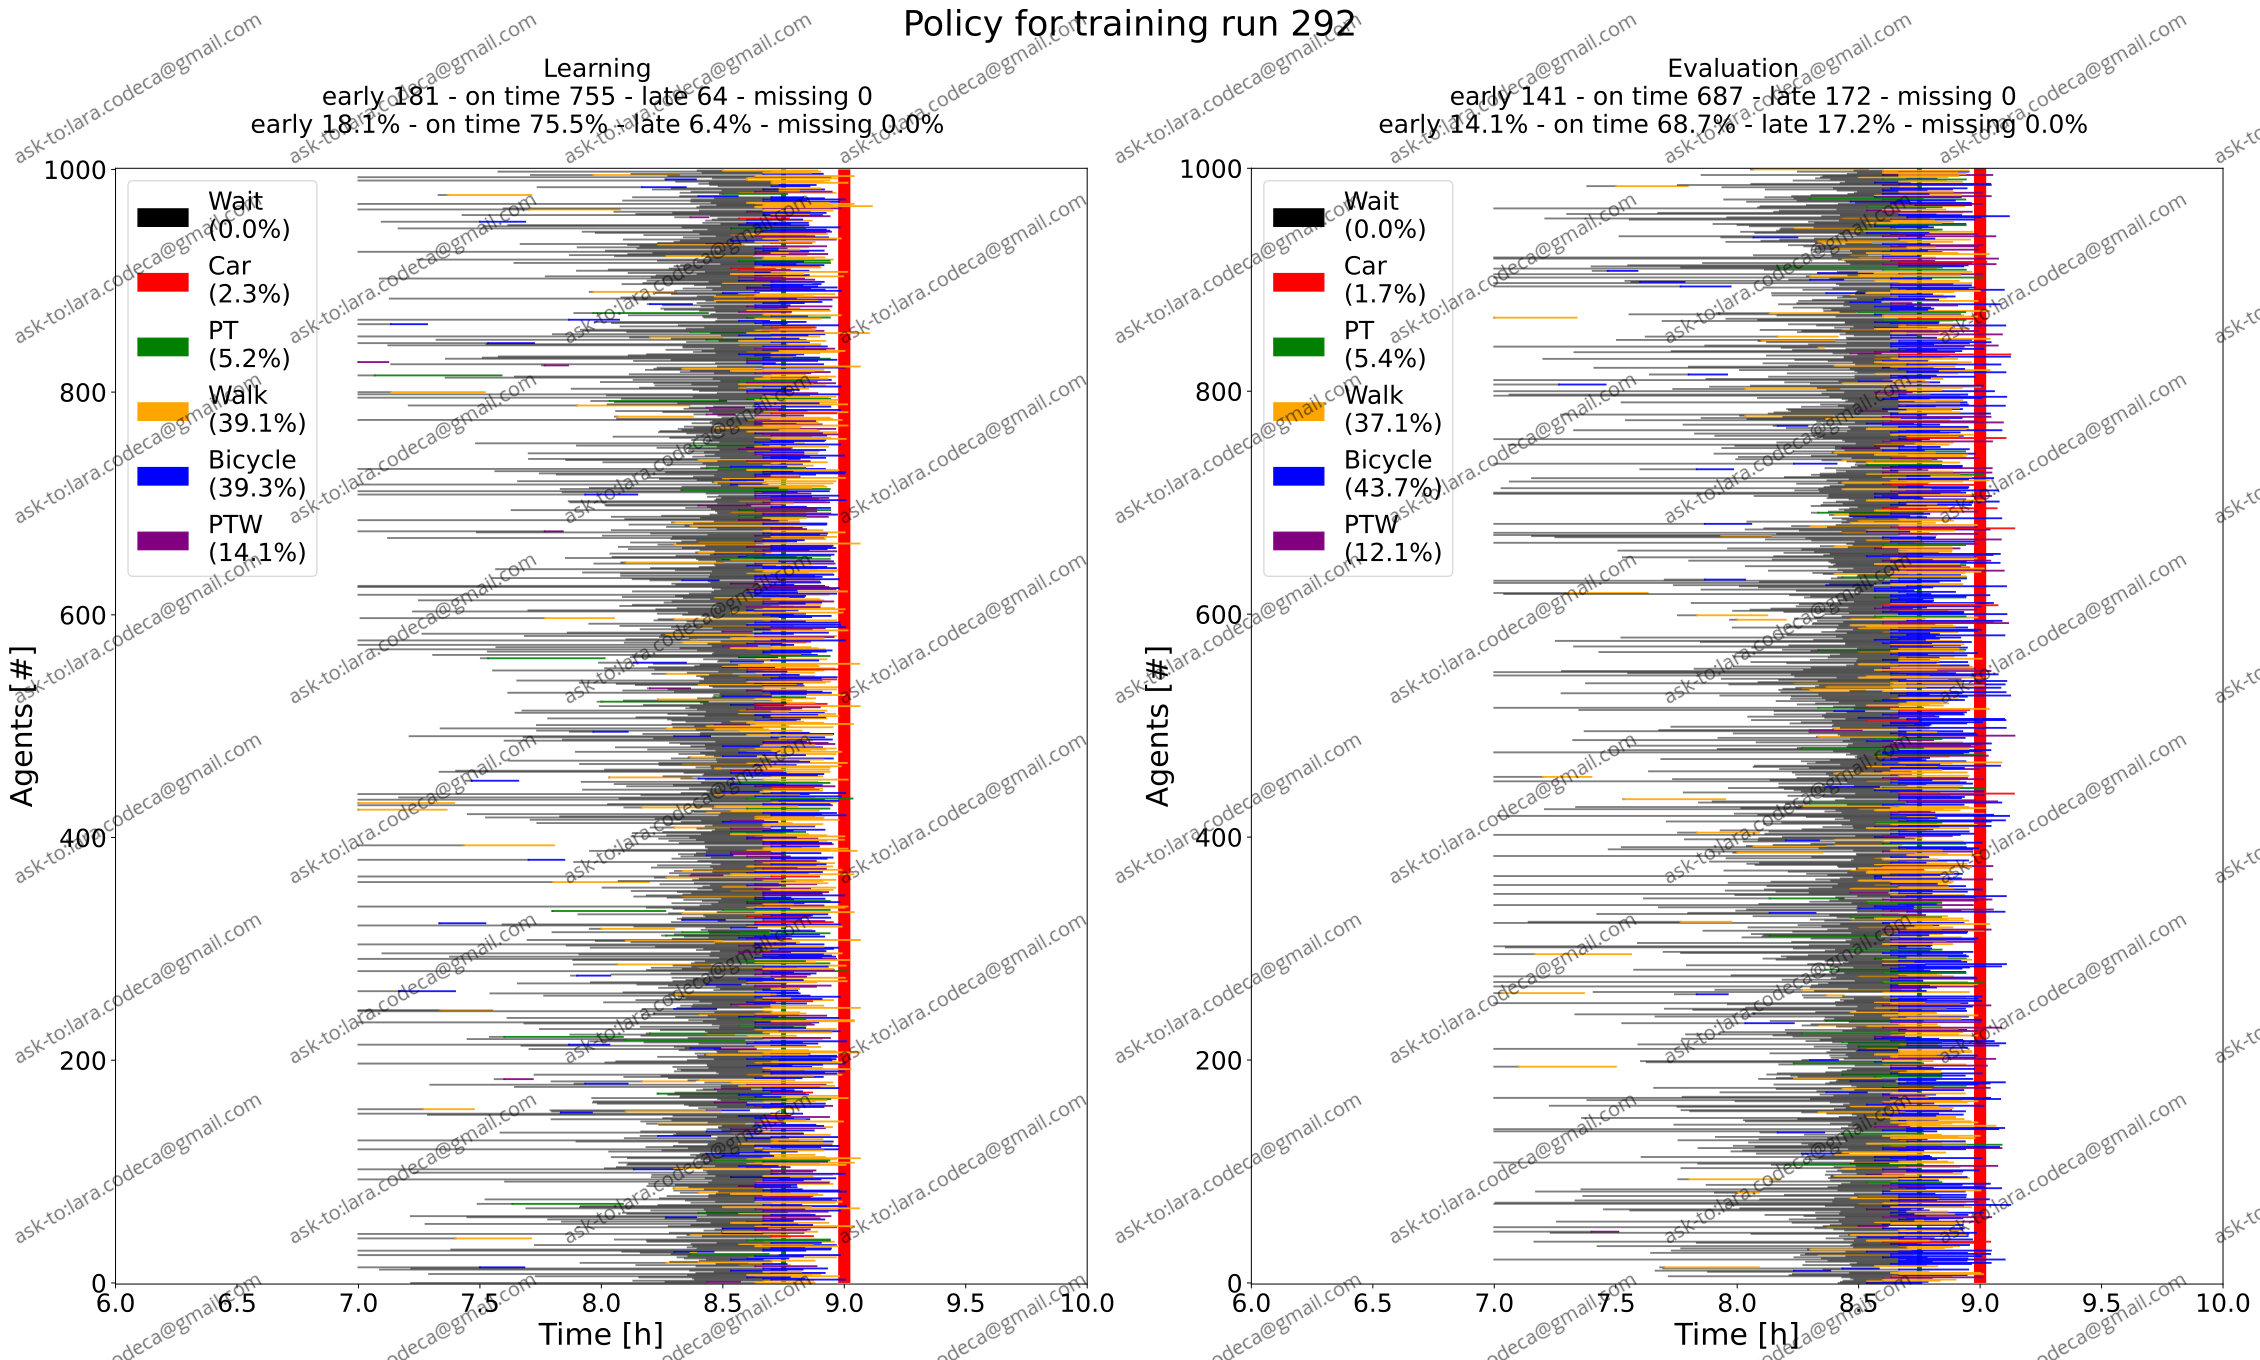 Policy for training run 292
Learning
early 181 - on time 755 - late 64 - missing 0
early 18.1% - on time 75.5% - late 6.4% - missing 0.0%
1000
800
600
400
200
0
Agents [#]
Wait
(0.0%)
Car
(2.3%)
PT
(5.2%)
Walk
(39.1%)
Bicycle
(39.3%)
PTW
(14.1%)
6.0 6.5 7.0 7.5 8.0 8.5 9.0 9.5 10.0
Time [h]
Evaluation
early 141 - on time 687 - late 172 - missing 0
early 14.1% - on time 68.7% - late 17.2% - missing 0.0%
1000
800
600
400
200
0
Agents [#]
Wait
(0.0%)
Car
(1.7%)
PT
(5.4%)
Walk
(37.1%)
Bicycle
(43.7%)
PTW
(12.1%)
6.0 6.5 7.0 7.5 8.0 8.5 9.0 9.5 10.0
Time [h]
ask-to:lara.codeca@gmail.com